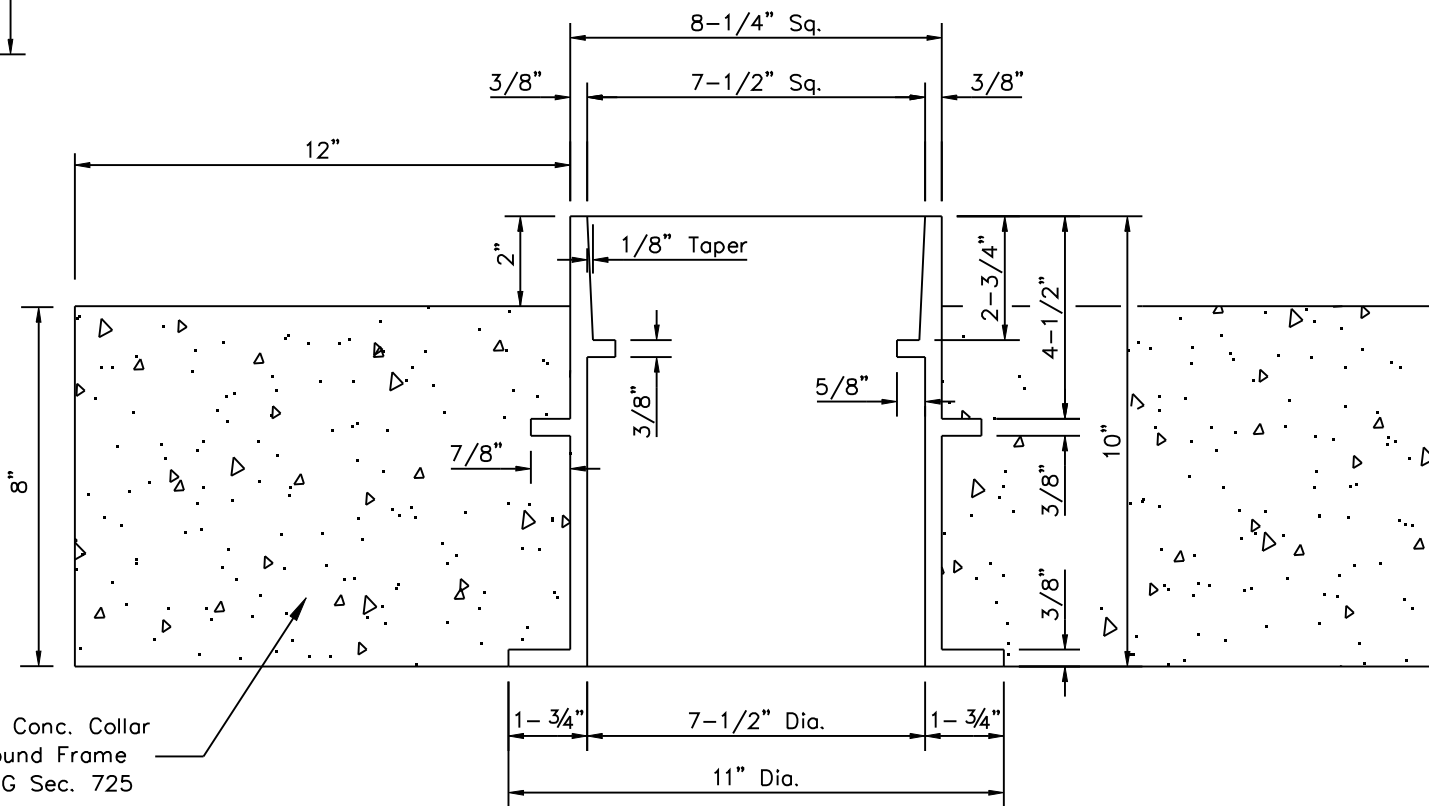 8-1/4" Sq.
3/8"
7-1/2" Sq.
3/8"
12"
2"
1/8" Taper
2-3/4"
4-1/2"
3/8"
5/8"
10"
7/8"
8"
3/8"
3/8"
1- 3/4"
7-1/2" Dia.
1- 3/4"
11" Dia.
Conc. Collar
Frame
Sec. 725